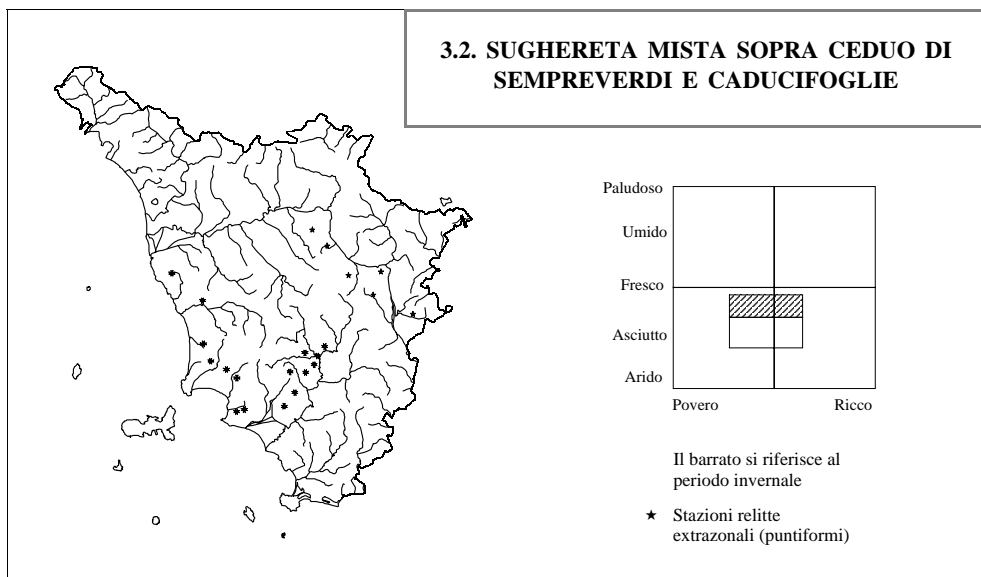 3.2. SUGHERETA MISTA SOPRA CEDUO DI
SEMPREVERDI E CADUCIFOGLIE
Paludoso
Umido
Fresco
Asciutto
Arido
Povero Ricco
Il barrato si riferisce al
periodo invernale
★ Stazioni relitte
extrazonali (puntiformi)